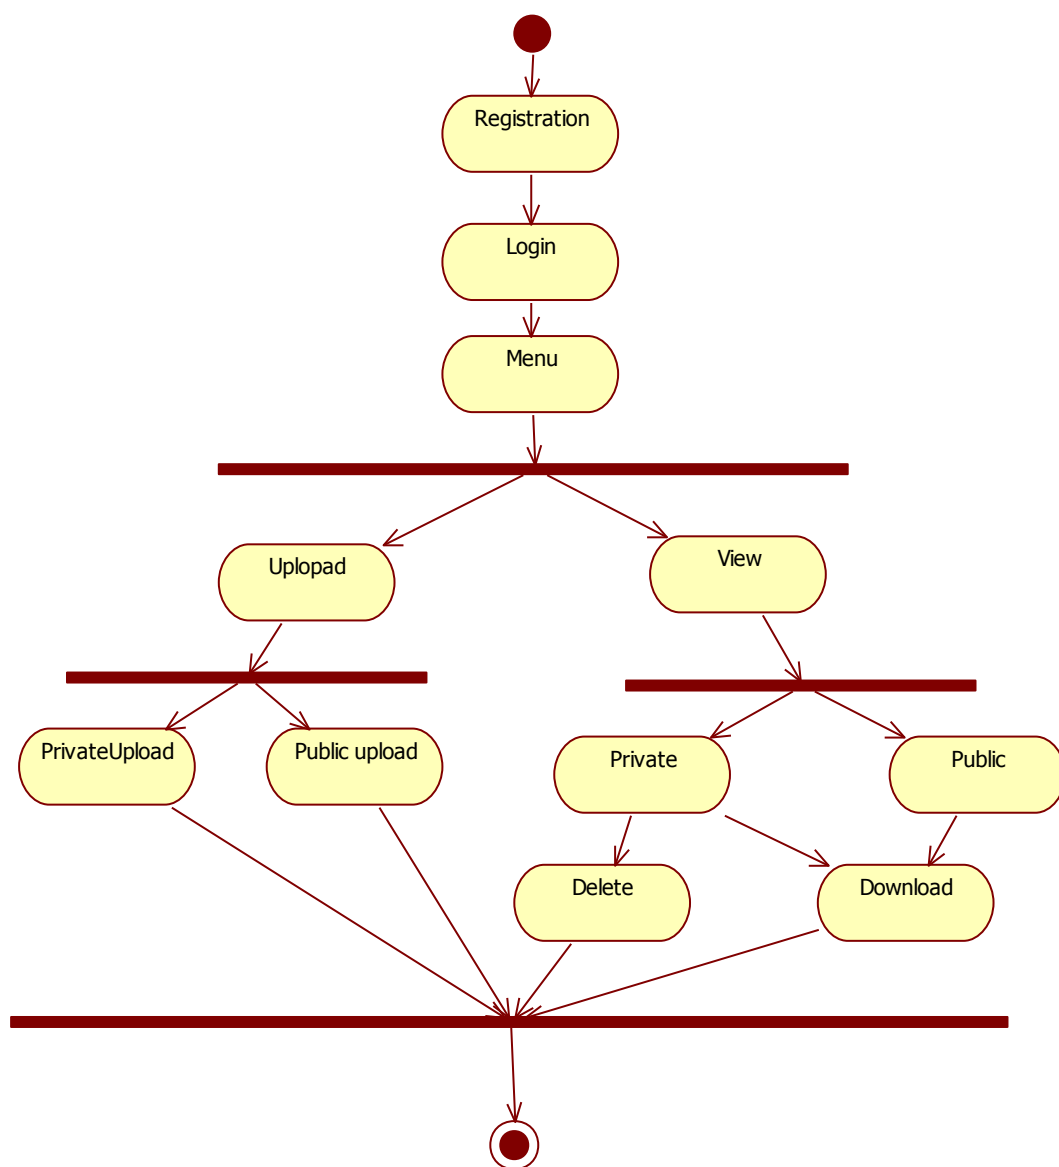 Registration
Login
Menu
Uplopad
View
PrivateUpload
Public upload
Private
Public
Delete
Download